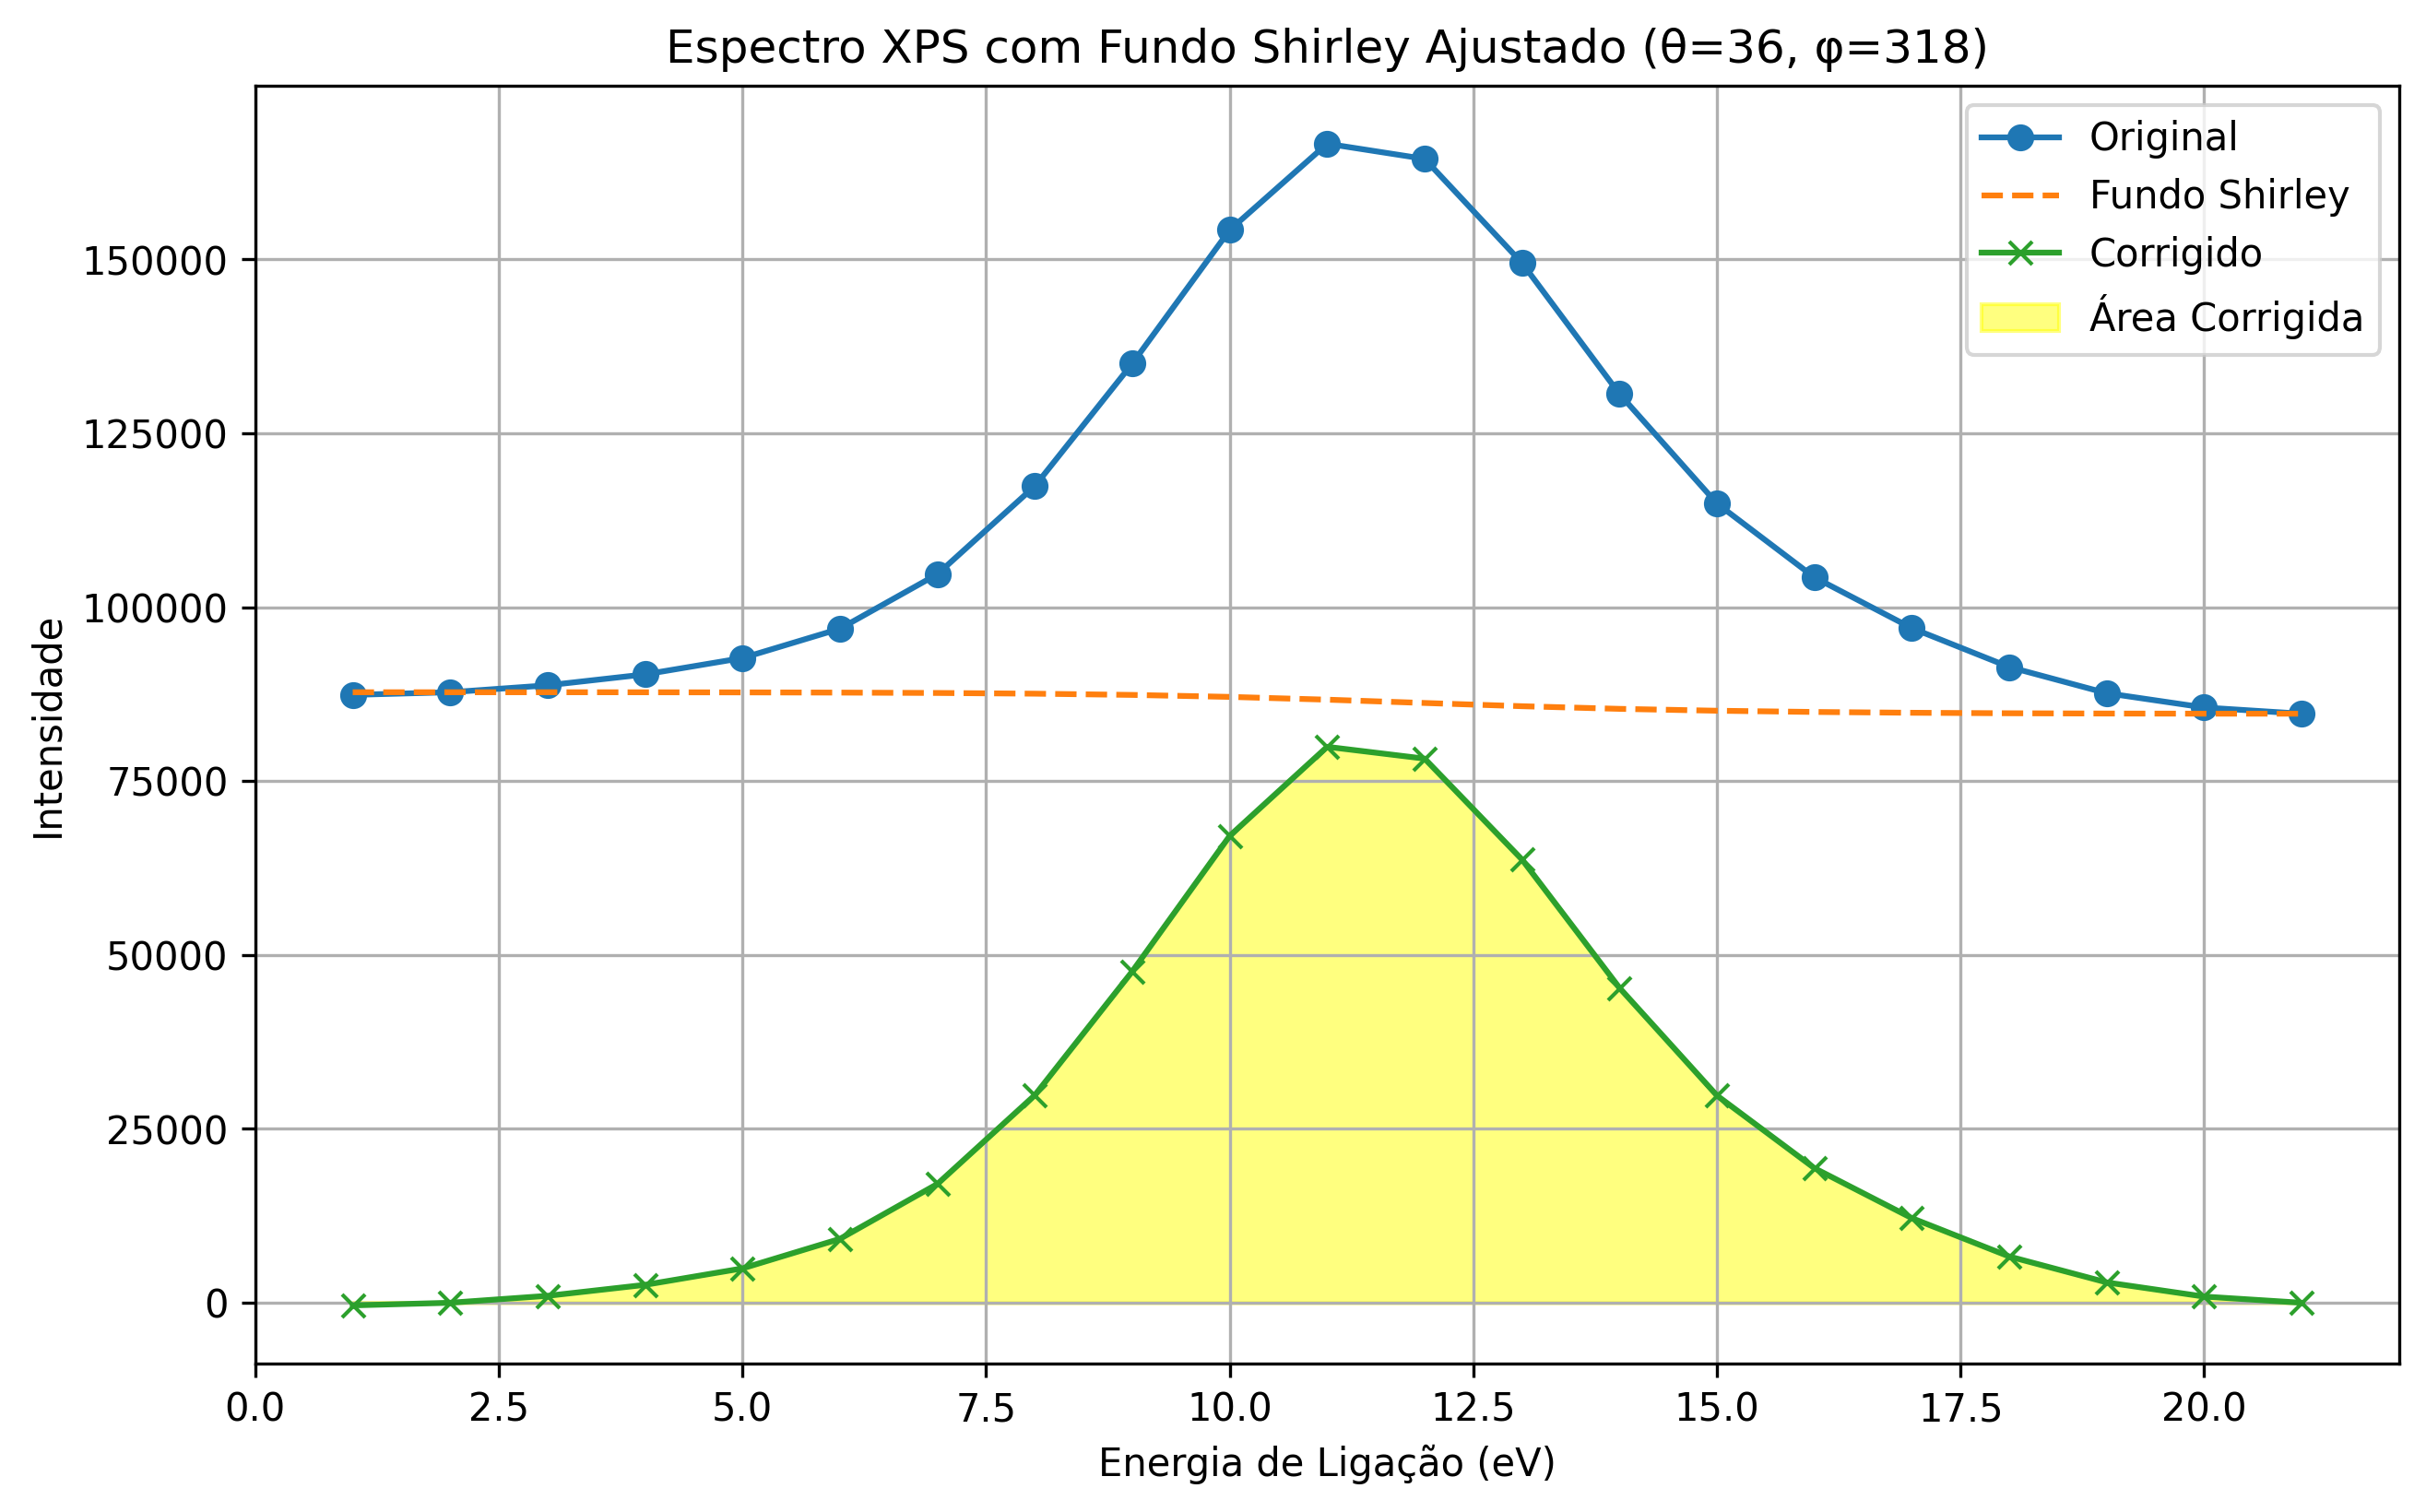 Espectro XPS com Fundo Shirley Ajustado (θ=36, φ=318)
Original
Fundo Shirley
Corrigido
Área Corrigida
150000
125000
100000
75000
50000
25000
0
Intensidade
0.0 2.5 5.0 7.5 10.0 12.5 15.0 17.5 20.0
Energia de Ligação (eV)